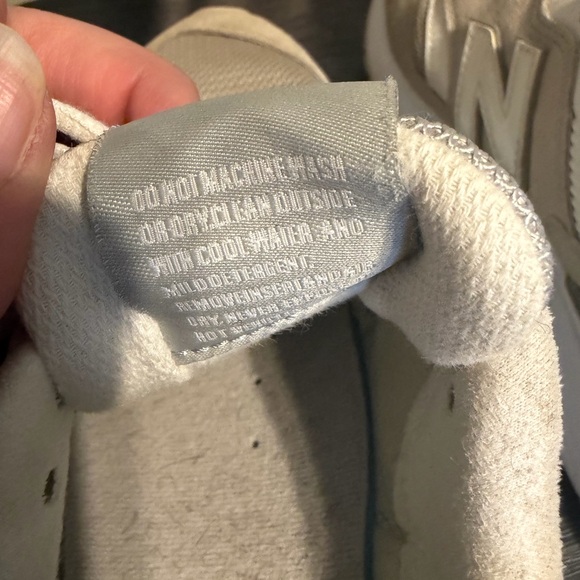 DO NOT MACHINE WASH
OR DRY. CLEAN OUTSIDE
WITH COOL WATER AND
MILD DETERGENT.
REMOVE INSERT AND AIR
DRY. NEVER
HOT
N